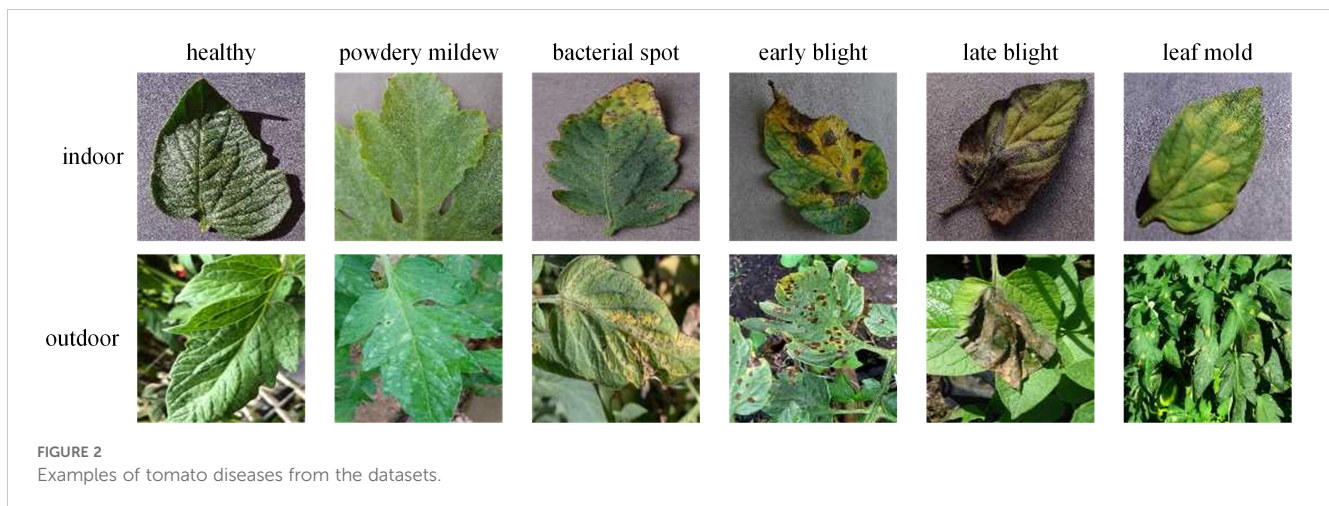 healthy powdery mildew bacterial spot early blight late blight leaf mold
indoor
outdoor
FIGURE 2
Examples of tomato diseases from the datasets.